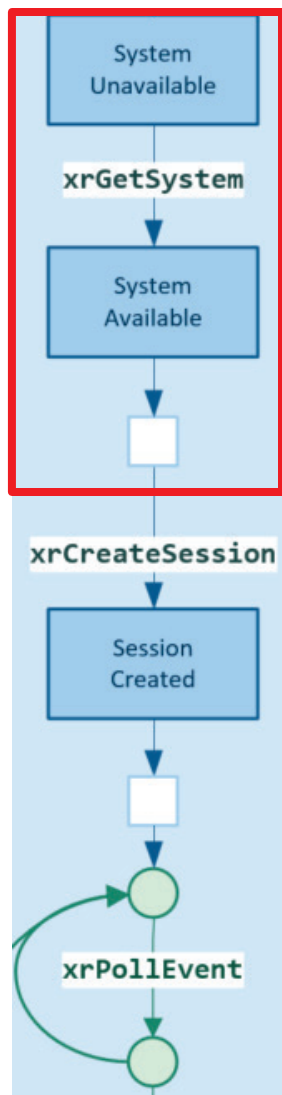 System
Unavailable
xrGetSystem
System
Available
xrCreateSession
Session
Created
xrPollEvent